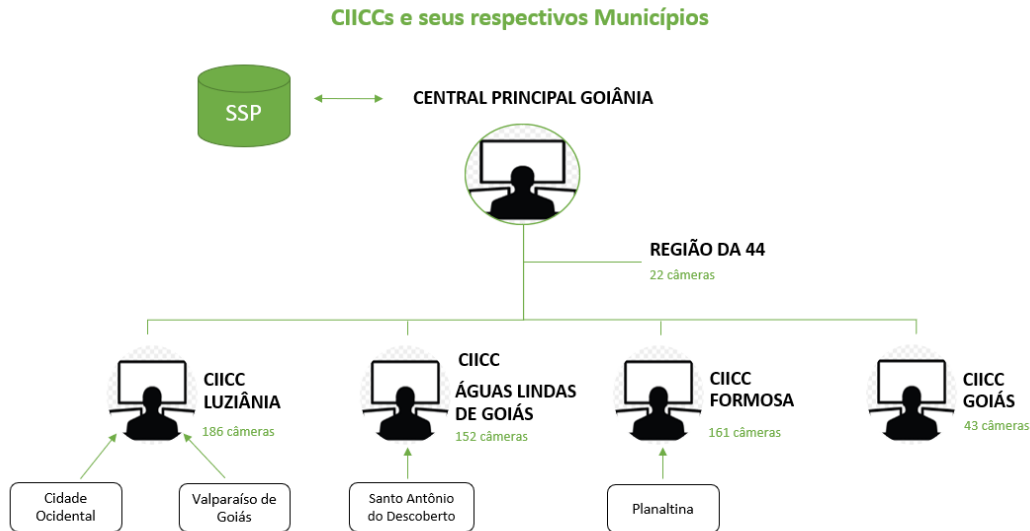 CIICCs e seus respectivos Municípios
SSP
CENTRAL PRINCIPAL GOIÂNIA
REGIÃO DA 44
22 câmeras
CIICC
LUZIÂNIA
186 câmeras
CIICC
ÁGUAS LINDAS
DE GOIÁS
152 câmeras
CIICC
FORMOSA
161 câmeras
CIICC
GOIÁS
43 câmeras
Cidade
Ocidental
Valparaíso de
Goiás
Santo Antônio
do Descoberto
Planaltina